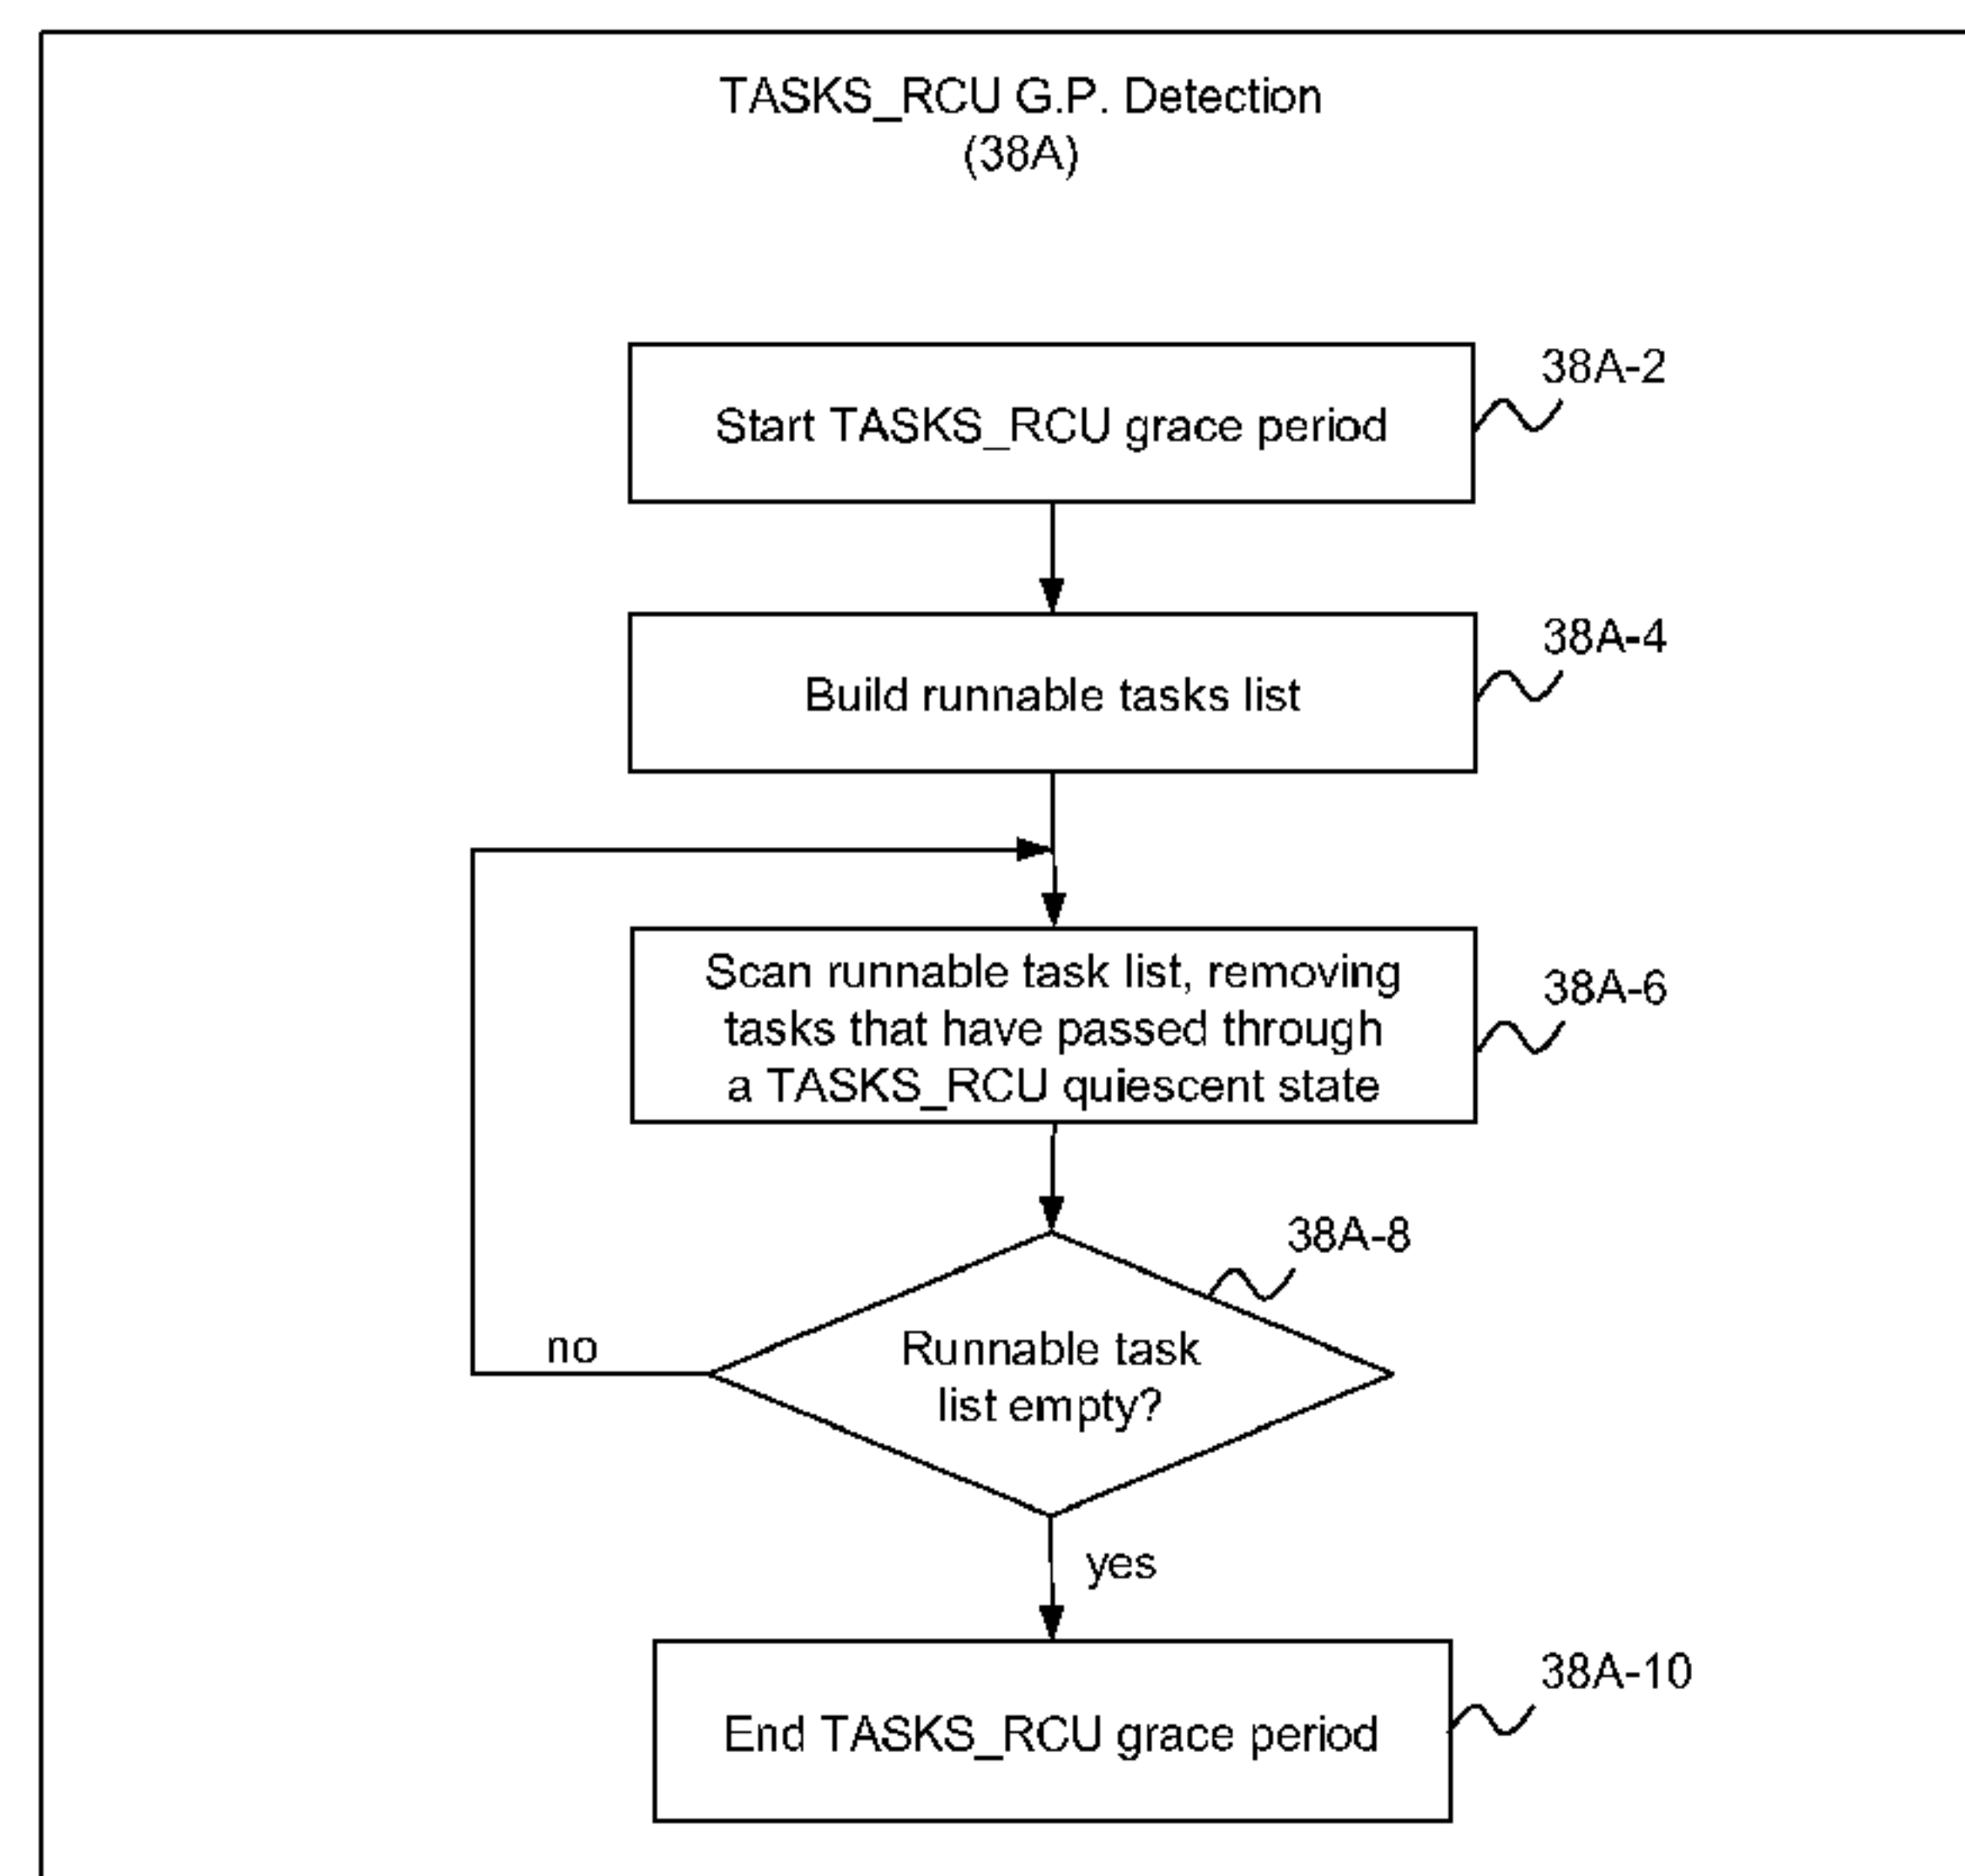 TASKS_RCU G.P. Detection
(38A)
38A-2
Start TASKS_RCU grace period
38A-4
Build runnable tasks list
Scan runnable task list, removing
38A-6
tasks that have passed through
a TASKS_RCU quiescent state
38A-8
no
Runnable task
list empty?
yes
38A-10
End TASKS_RCU grace period